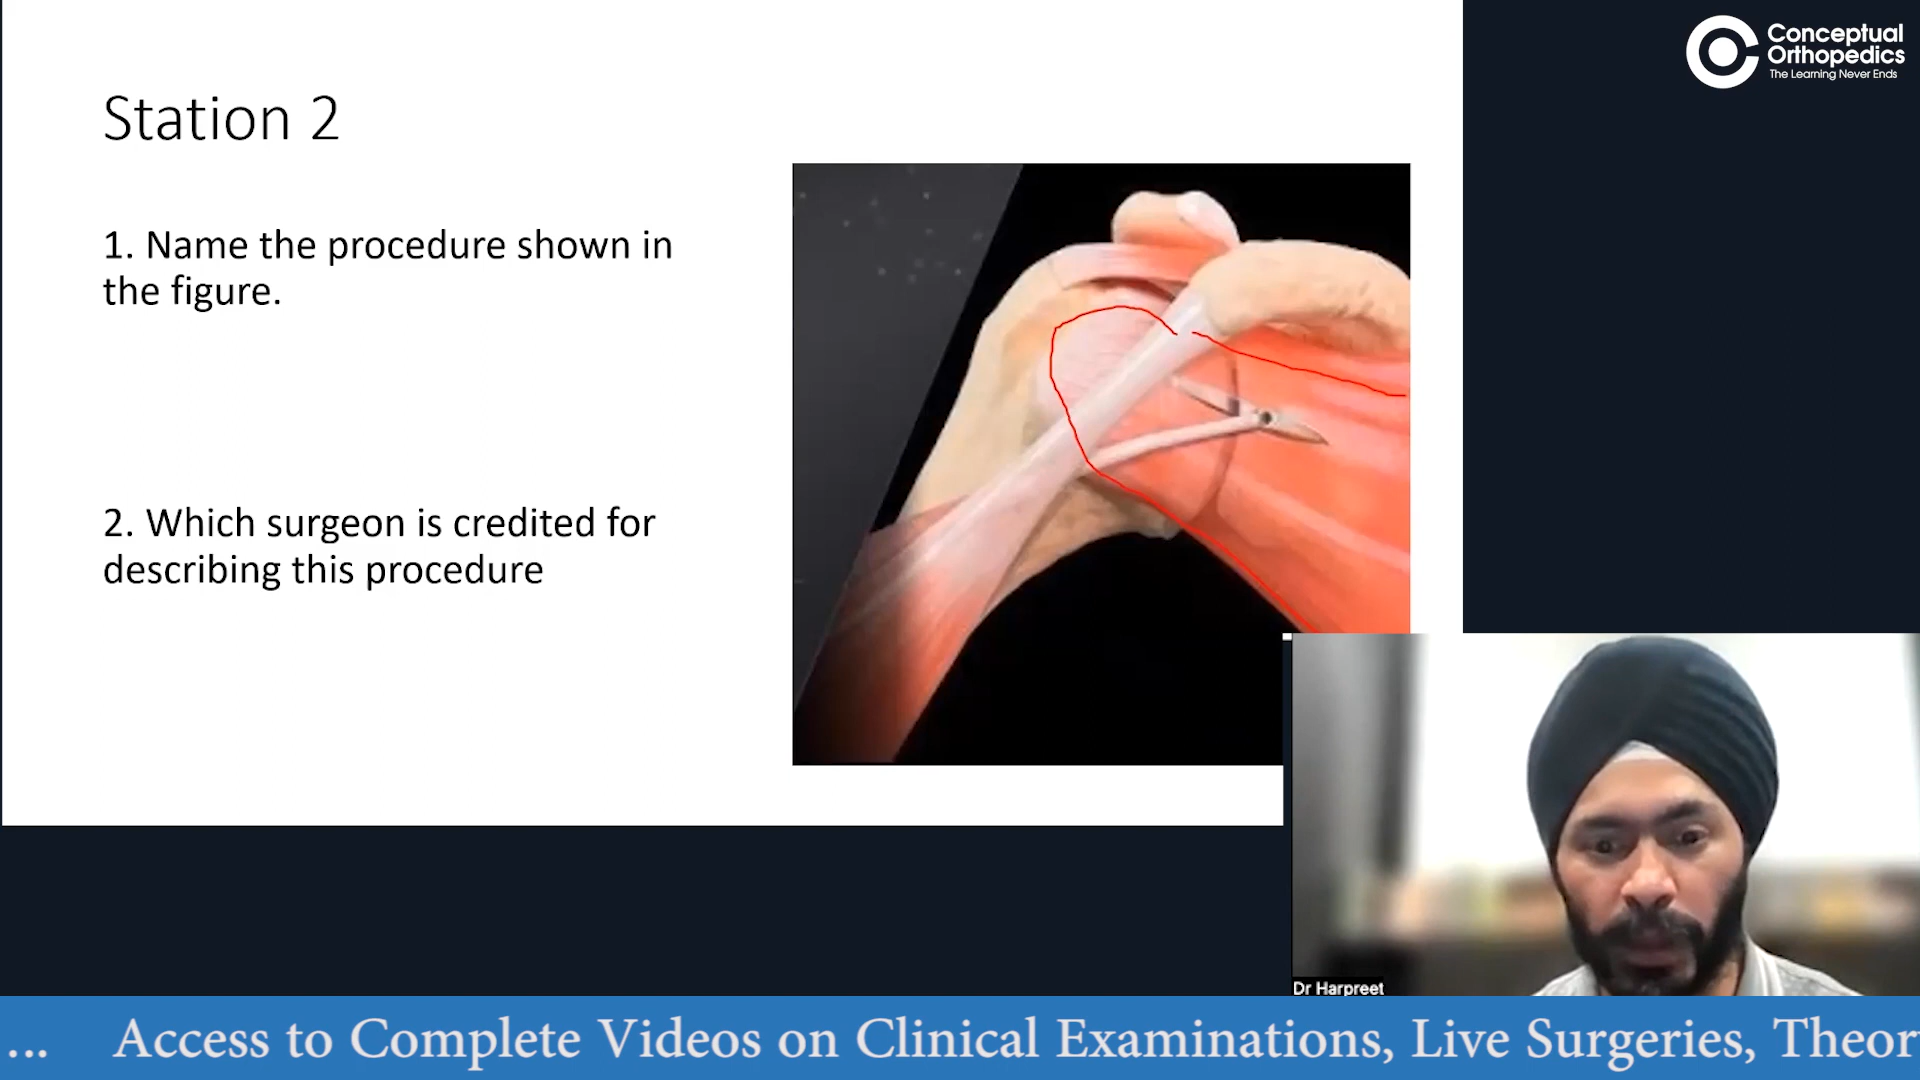 Conceptual
Orthopedics
The Learning Never Ends
Station 2
1. Name the procedure shown in
the figure.
2. Which surgeon is credited for
describing this procedure
Dr Harpreet
... Access to Complete Videos on Clinical Examinations, Live Surgeries, Theor